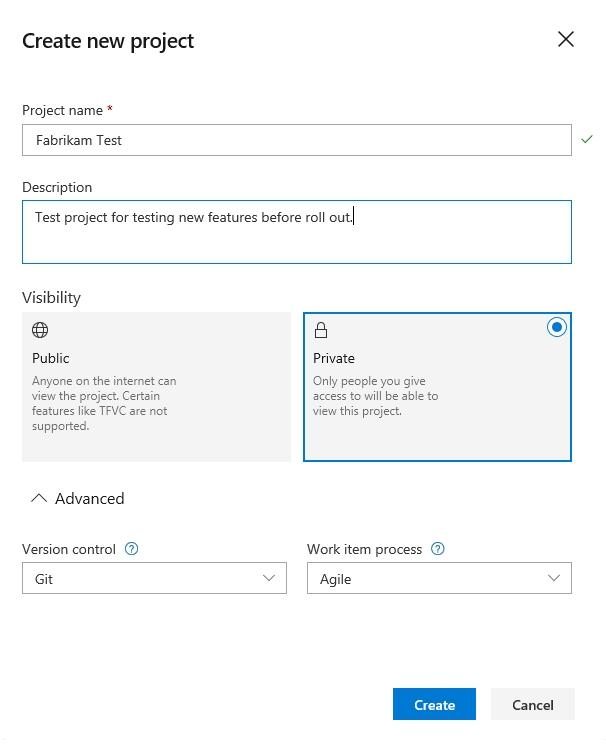 Create new project
Project name *
Fabrikam Test
Description
Test project for testing new features before roll out.
Visibility
Public
Anyone on the internet can
view the project. Certain
features like TFVC are not
supported.
Private
Only people you give
access to will be able to
view this project.
Advanced
Version control ?
Git
Work item process ?
Agile
Create
Cancel